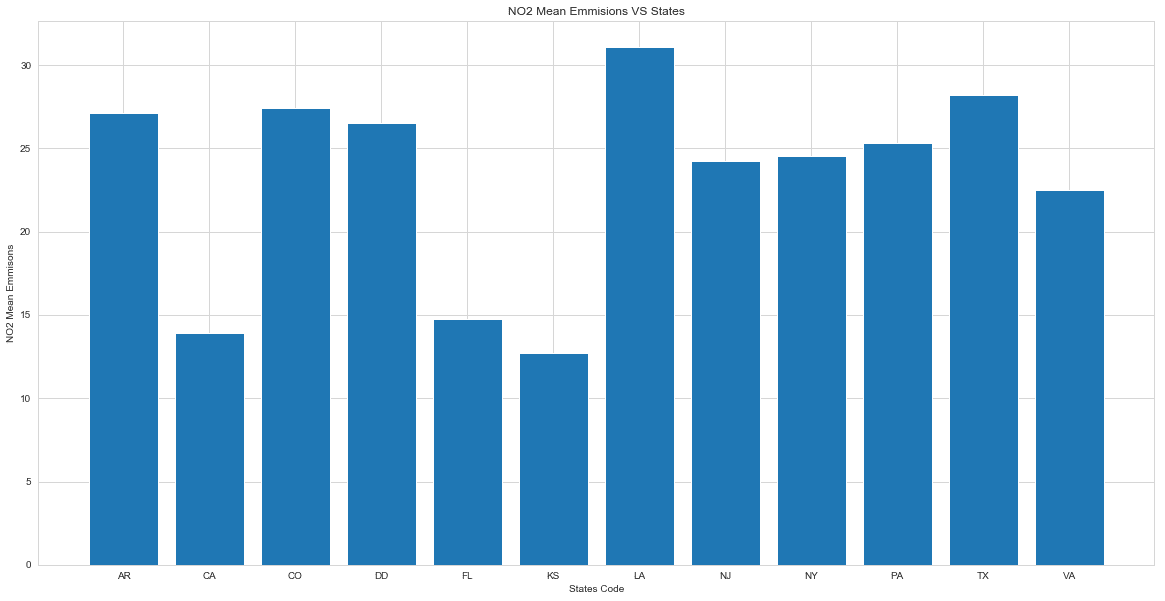 NO2 Mean Emmisions VS States
NO2 Mean Emmisons
30
25
20
15
10
5
0
AR CA CO DD FL KS LA NJ NY PA TX VA
States Code